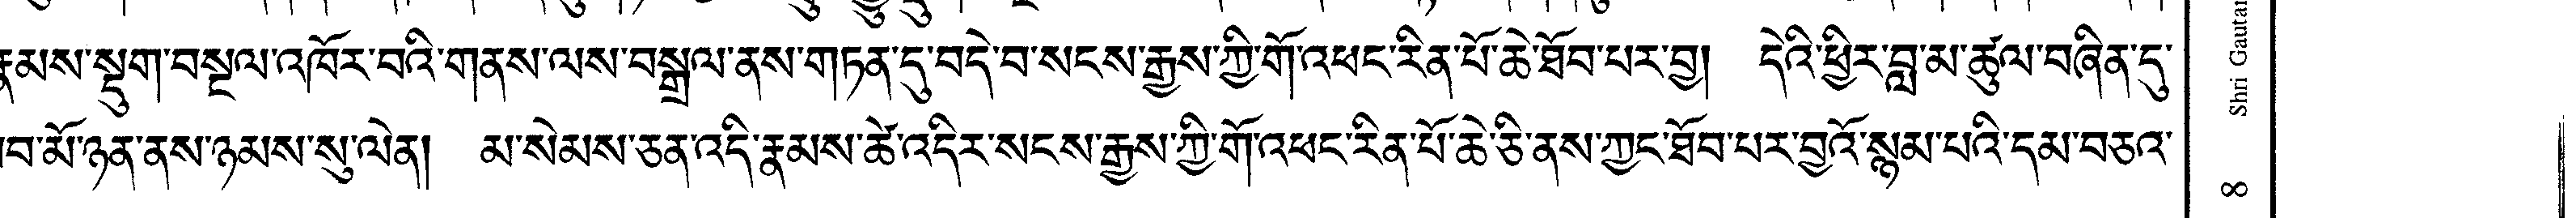 རྣམས་སྡུག་བསྔལ་འཁོར་བའི་གནས་ལས་བསྒྲལ་ནས་གཏན་དུ་བདེ་བ་སངས་རྒྱས་ཀྱི་གོ་འཕང་རིན་པོ་ཆེ་ཐོབ་པར་བྱ།  དེའི་ཕྱིར་བླ་མ་ཚུལ་བཞིན་དུ་
བ་མོ་ཉན་ནས་ཉམས་སུ་ལེན།  མ་སེམས་ཅན་འདི་རྣམས་ཚེ་འདིར་སངས་རྒྱས་ཀྱི་གོ་འཕང་རིན་པོ་ཆེ་ཅི་ནས་ཀྱང་ཐོབ་པར་བྱའོ་སྙམ་པའི་དམ་བཅའ་
Shri
8